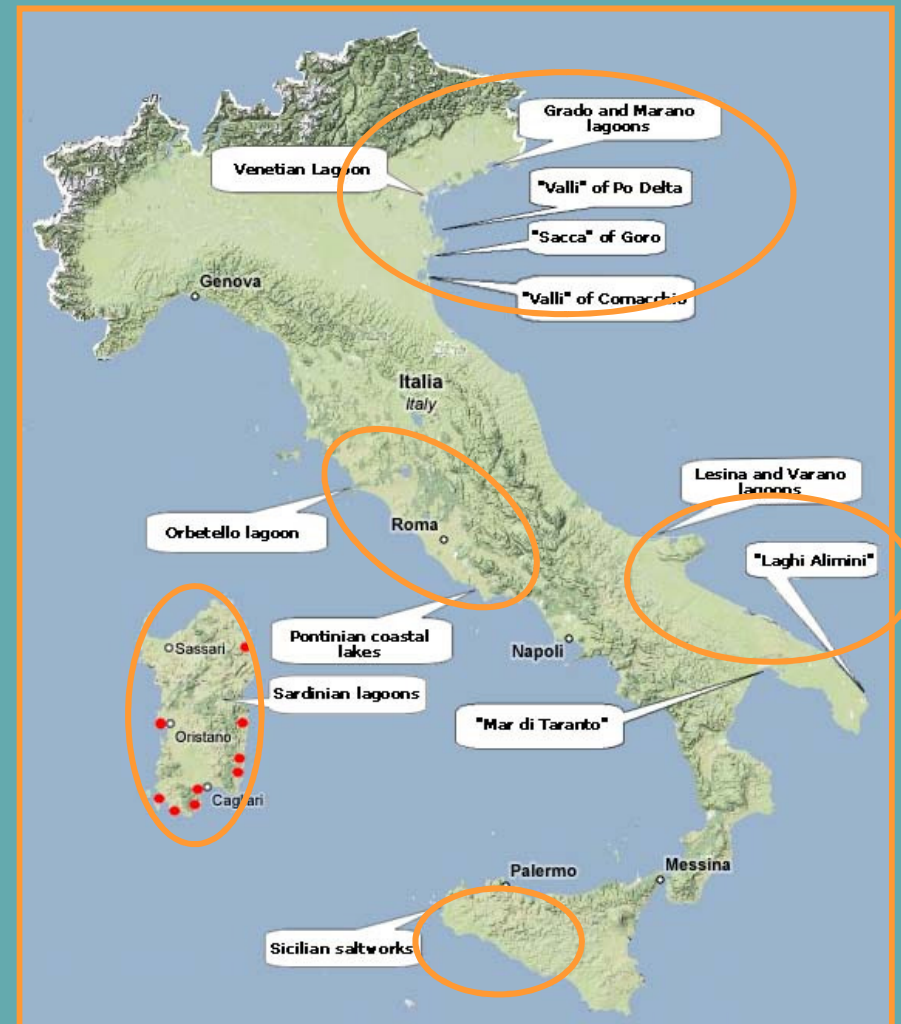 Grado and Marano
lagoons
Venetian Lagoon
"Valli" of Po Delta
"Sacca" of Goro
"Valli" of Comacchio
Genova
Italia
Italy
Lesina and Varano
lagoons
Orbetello lagoon
Roma
"Laghi Alimini"
Pontinian coastal
lakes
Napoli
Sassari
Sardinian lagoons
"Mar di Taranto"
Oristano
Cagliari
Palermo
Messina
Sicilian saltworks